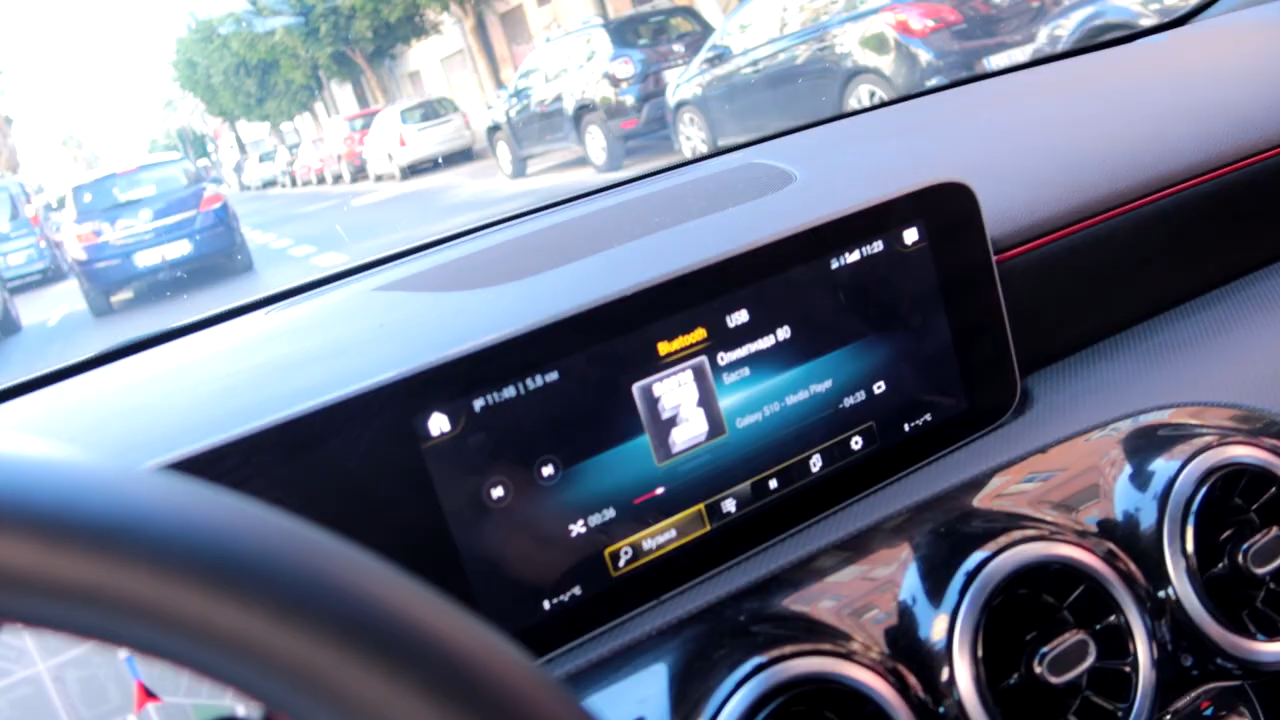 11:23
Bluetooth USB
Олимпиада 80
Баста
11:48 | 5.8 км
Galaxy S10 - Media Player
-04:33
00:36
Музыка